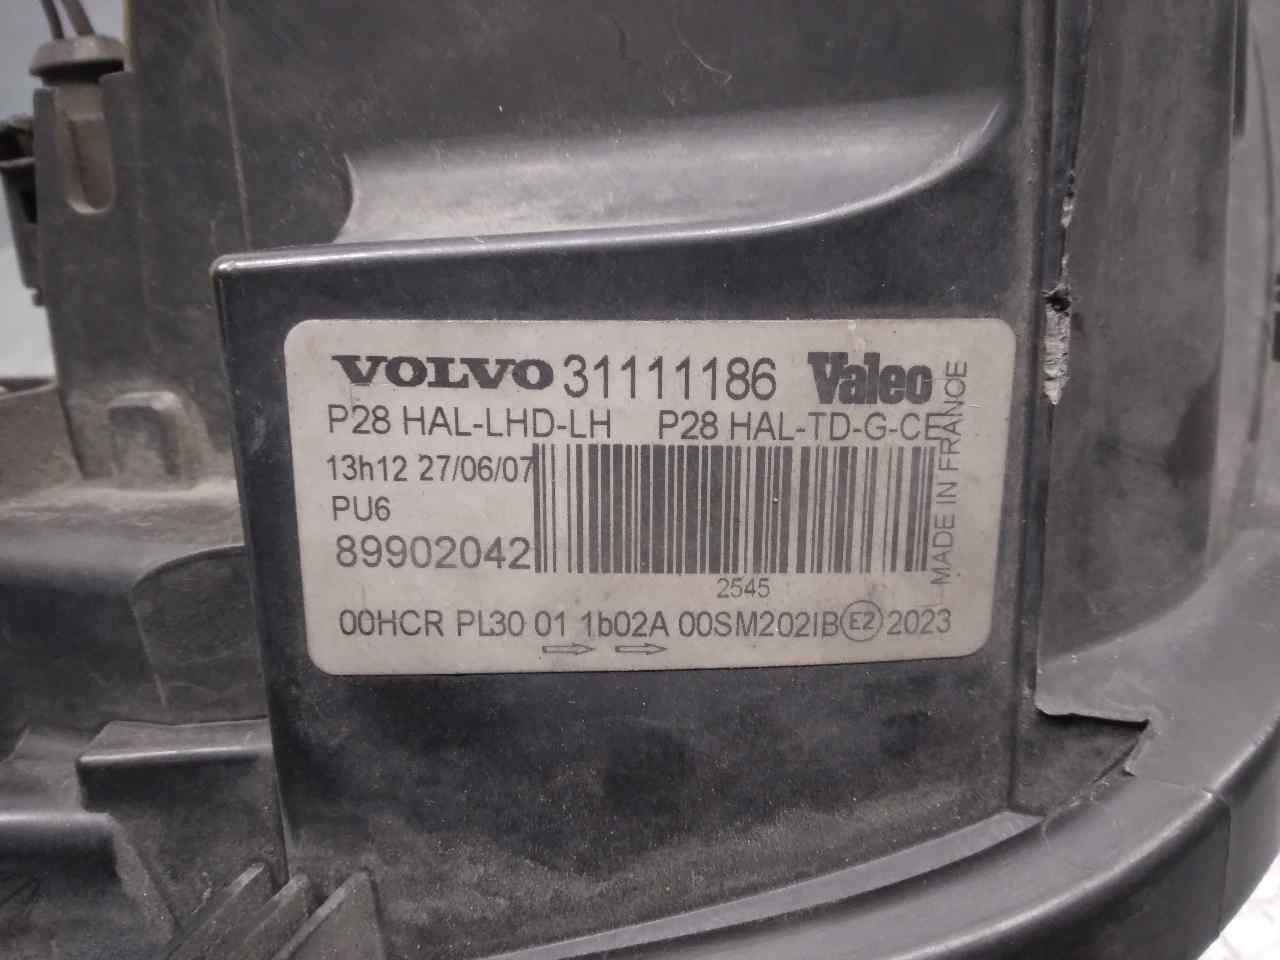 VOLVO 31111186 Valeo
P28 HAL-LHD-LH P28 HAL-TD-G-CE
13h12 27/06/07
PU6
89902042
2545
00HCR PL30 01 1b02A 00SM202IB E2 2023
MADE IN FRANCE